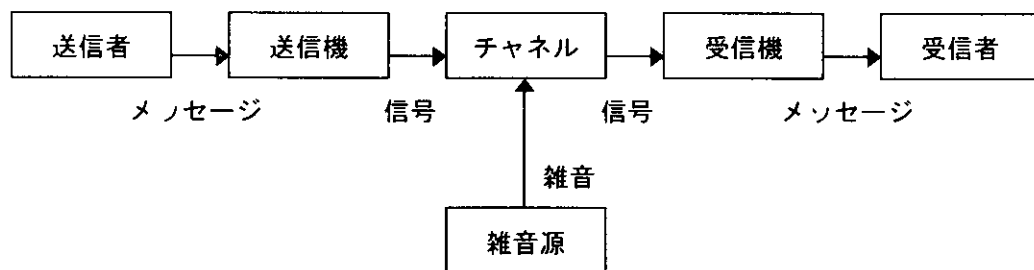 送信者 送信機 チャネル 受信機 受信者
メッセージ 信号 信号 メッセージ
雑音
雑音源